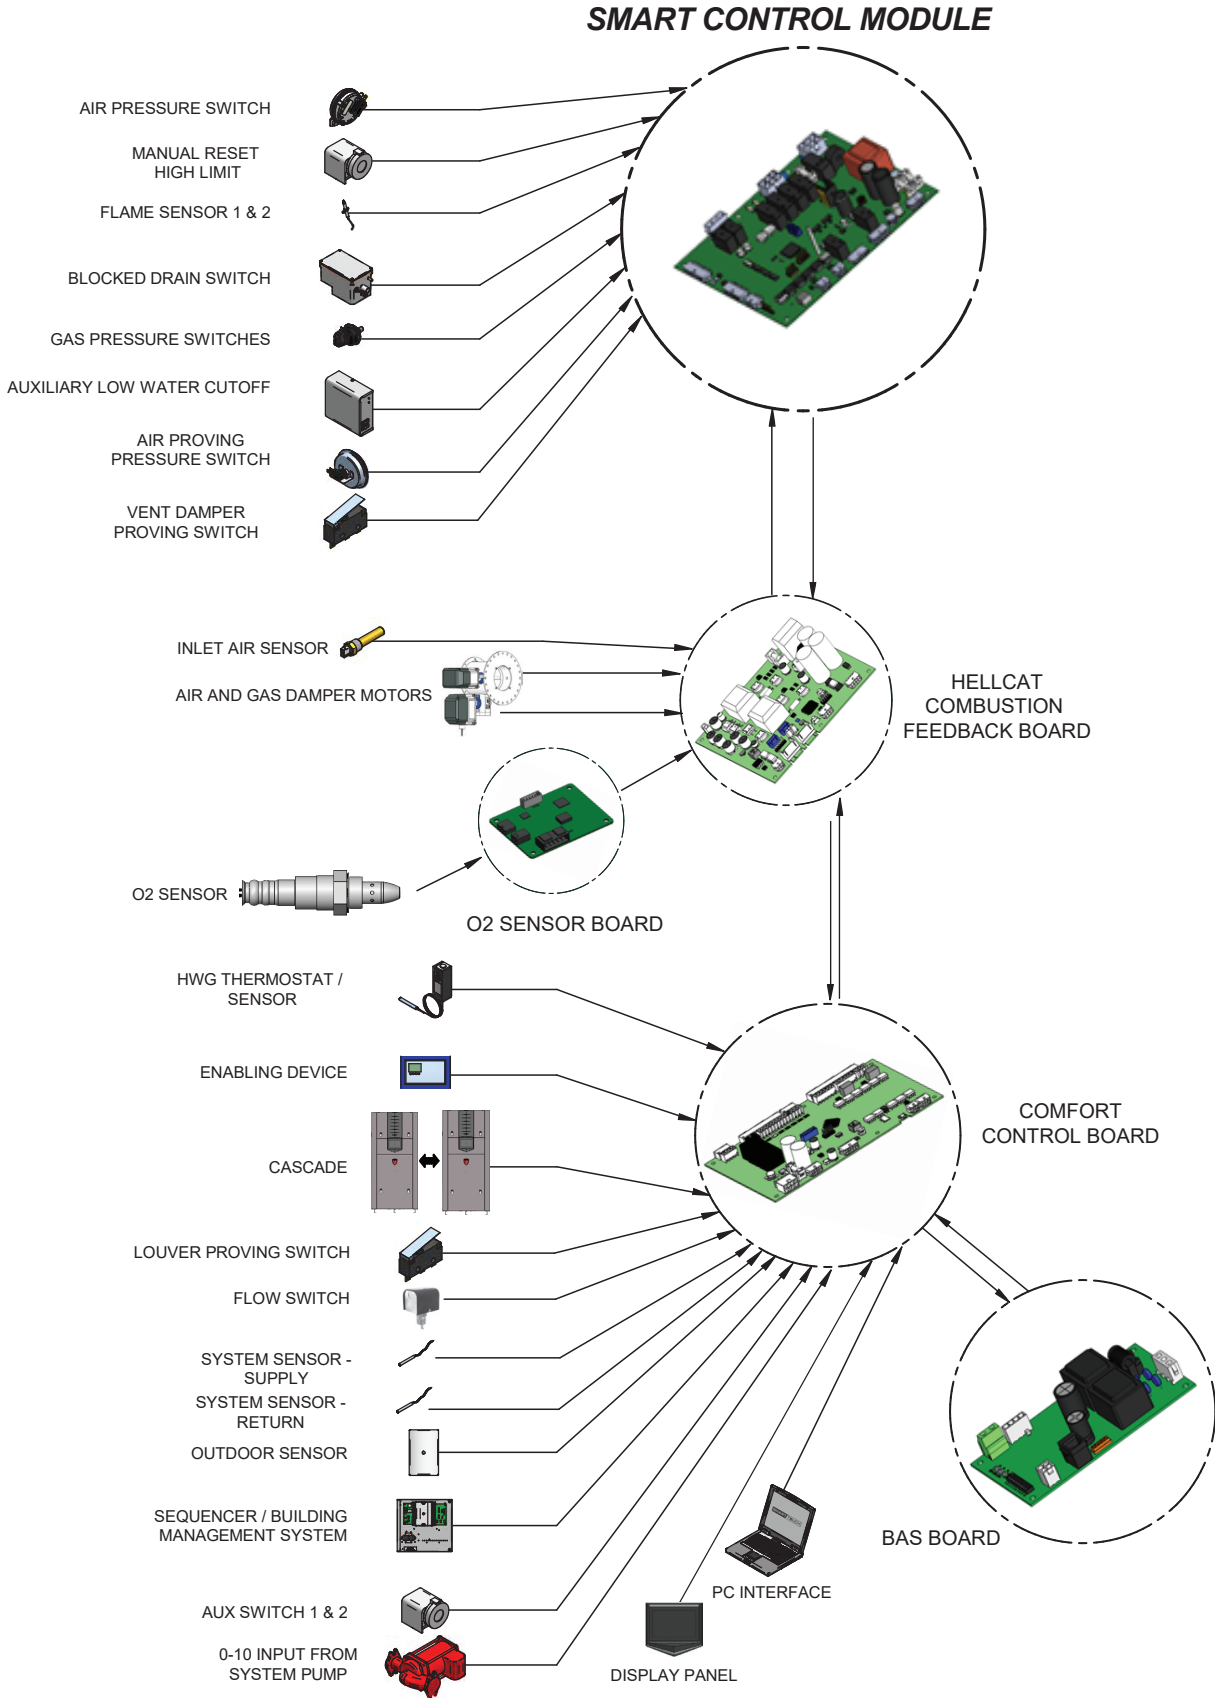 SMART CONTROL MODULE
AIR PRESSURE SWITCH
MANUAL RESET
HIGH LIMIT
FLAME SENSOR 1 & 2
BLOCKED DRAIN SWITCH
GAS PRESSURE SWITCHES
AUXILIARY LOW WATER CUTOFF
AIR PROVING
PRESSURE SWITCH
VENT DAMPER
PROVING SWITCH
INLET AIR SENSOR
AIR AND GAS DAMPER MOTORS
HELLCAT
COMBUSTION
FEEDBACK BOARD
O2 SENSOR
O2 SENSOR BOARD
HWG THERMOSTAT /
SENSOR
ENABLING DEVICE
CASCADE
COMFORT
CONTROL BOARD
LOUVER PROVING SWITCH
FLOW SWITCH
SYSTEM SENSOR -
SUPPLY
SYSTEM SENSOR -
RETURN
OUTDOOR SENSOR
SEQUENCER / BUILDING
MANAGEMENT SYSTEM
BAS BOARD
PC INTERFACE
AUX SWITCH 1 & 2
0-10 INPUT FROM
SYSTEM PUMP
DISPLAY PANEL